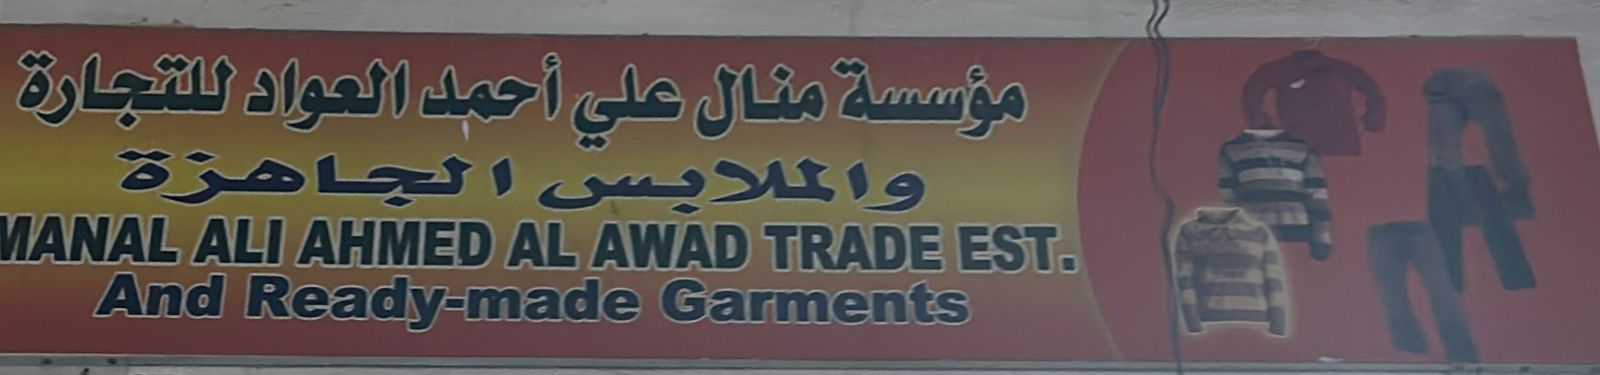 مؤسسة منال علي أحمد العواد للتجارة
والملابس الجاهزة
MANAL ALI AHMED AL AWAD TRADE EST.
And Ready-made Garments